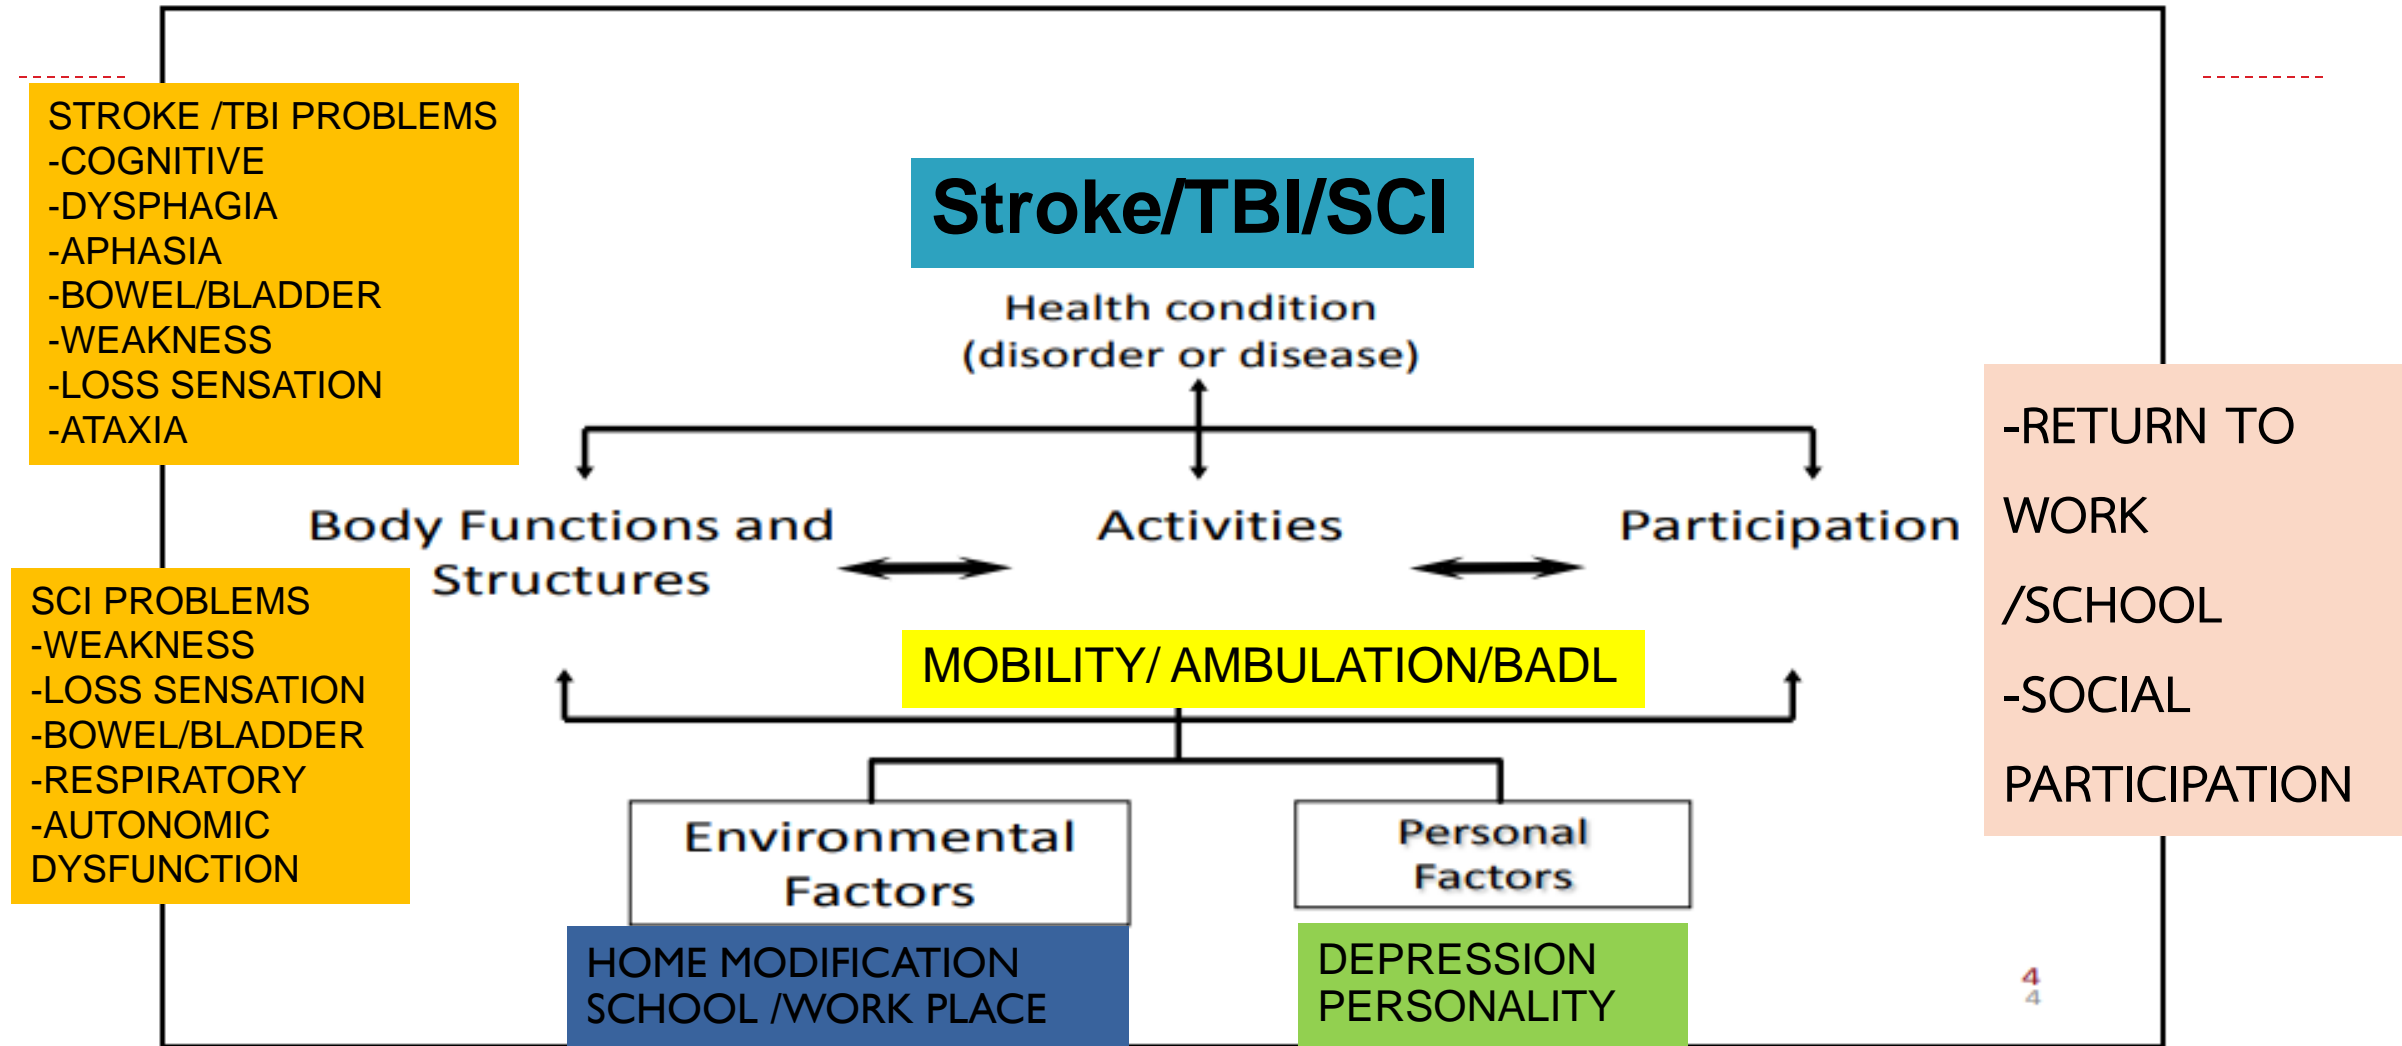 STROKE /TBI PROBLEMS
-COGNITIVE
-DYSPHAGIA
-APHASIA
-BOWEL/BLADDER
-WEAKNESS
-LOSS SENSATION
-ATAXIA
Stroke/TBI/SCI
Health condition
(disorder or disease)
Body Functions and
Structures
Activities
Participation
-RETURN TO
WORK
/SCHOOL
-SOCIAL
PARTICIPATION
SCI PROBLEMS
-WEAKNESS
-LOSS SENSATION
-BOWEL/BLADDER
-RESPIRATORY
-AUTONOMIC
DYSFUNCTION
MOBILITY/ AMBULATION/BADL
Environmental
Factors
Personal
Factors
HOME MODIFICATION
SCHOOL /WORK PLACE
DEPRESSION
PERSONALITY
4
4